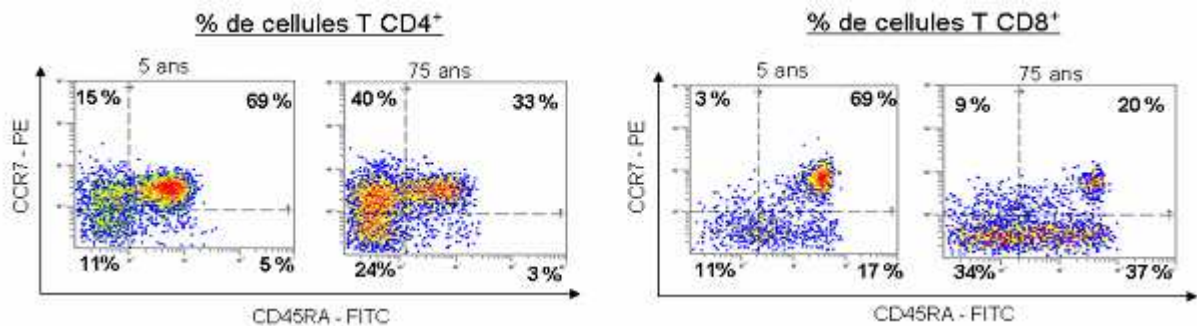 % de cellules T CD4⁺
% de cellules T CD8⁺
5 ans
75 ans
5 ans
75 ans
15 %
69 %
40 %
33 %
3 %
69 %
9 %
20 %
CCR7 - PE
CCR7 - PE
11%
5 %
24%
3 %
11%
17 %
34%
37 %
CD45RA - FITC
CD45RA - FITC